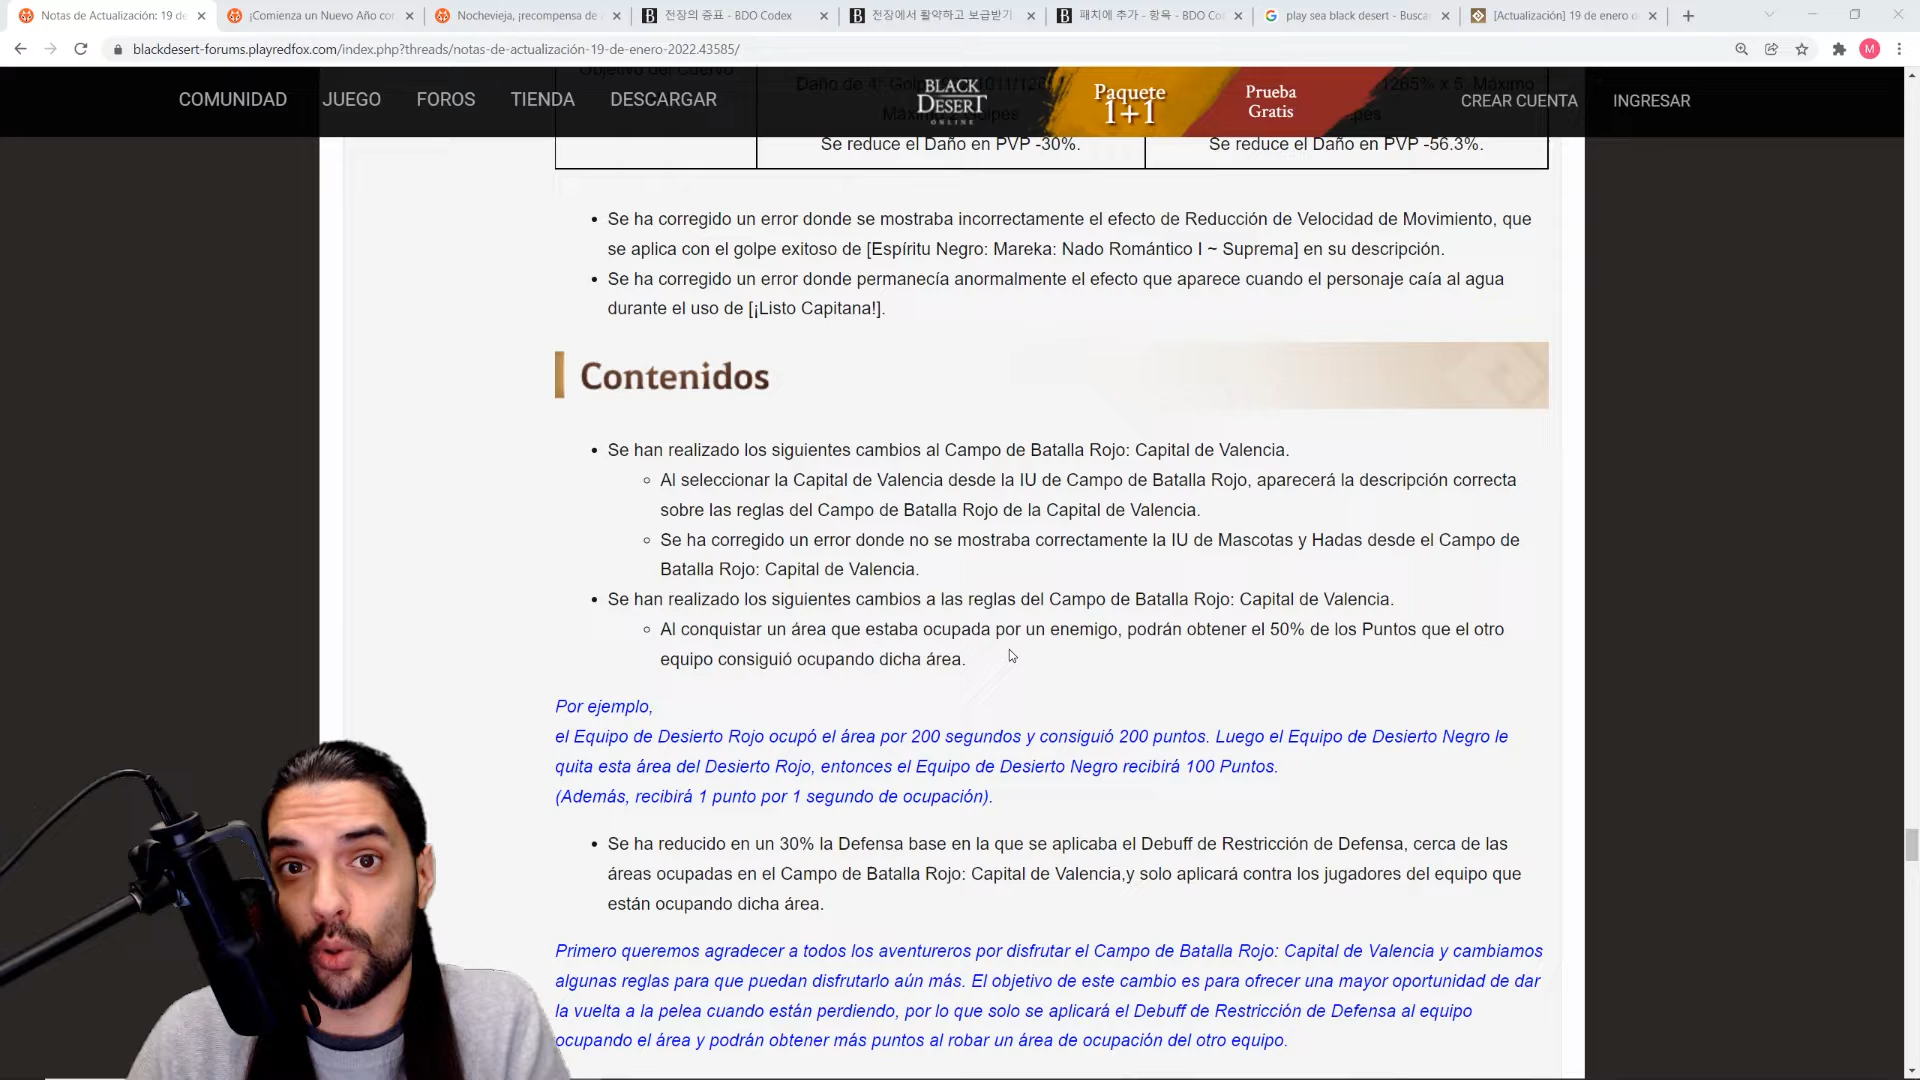 Notas de Actualización: 19 de
¡Comienza un Nuevo Año con
Nochevieja, ¡recompensa de
전장의 증표 - BDO Codex
전장에서 활약하고 보급받기
패치에 추가 - 항목 - BDO Co
play sea black desert - Busca
[Actualización] 19 de enero d
blackdesert-forums.playredfox.com/index.php?threads/notas-de-actualización-19-de-enero-2022.43585/
M
COMUNIDAD JUEGO FOROS TIENDA DESCARGAR
BLACK
DESERT
ONLINE
Paquete
1+1
Prueba
Gratis
CREAR CUENTA INGRESAR
Se reduce el Daño en PVP -30%. Se reduce el Daño en PVP -56.3%.
• Se ha corregido un error donde se mostraba incorrectamente el efecto de Reducción de Velocidad de Movimiento, que
se aplica con el golpe exitoso de [Espíritu Negro: Mareka: Nado Romántico I ~ Suprema] en su descripción.
• Se ha corregido un error donde permanecía anormalmente el efecto que aparece cuando el personaje caía al agua
durante el uso de [¡Listo Capitana!].
Contenidos
• Se han realizado los siguientes cambios al Campo de Batalla Rojo: Capital de Valencia.
◦ Al seleccionar la Capital de Valencia desde la IU de Campo de Batalla Rojo, aparecerá la descripción correcta
sobre las reglas del Campo de Batalla Rojo de la Capital de Valencia.
◦ Se ha corregido un error donde no se mostraba correctamente la IU de Mascotas y Hadas desde el Campo de
Batalla Rojo: Capital de Valencia.
• Se han realizado los siguientes cambios a las reglas del Campo de Batalla Rojo: Capital de Valencia.
◦ Al conquistar un área que estaba ocupada por un enemigo, podrán obtener el 50% de los Puntos que el otro
equipo consiguió ocupando dicha área.
Por ejemplo,
el Equipo de Desierto Rojo ocupó el área por 200 segundos y consiguió 200 puntos. Luego el Equipo de Desierto Negro le
quita esta área del Desierto Rojo, entonces el Equipo de Desierto Negro recibirá 100 Puntos.
(Además, recibirá 1 punto por 1 segundo de ocupación).
• Se ha reducido en un 30% la Defensa base en la que se aplicaba el Debuff de Restricción de Defensa, cerca de las
áreas ocupadas en el Campo de Batalla Rojo: Capital de Valencia,y solo aplicará contra los jugadores del equipo que
están ocupando dicha área.
Primero queremos agradecer a todos los aventureros por disfrutar el Campo de Batalla Rojo: Capital de Valencia y cambiamos
algunas reglas para que puedan disfrutarlo aún más. El objetivo de este cambio es para ofrecer una mayor oportunidad de dar
la vuelta a la pelea cuando están perdiendo, por lo que solo se aplicará el Debuff de Restricción de Defensa al equipo
ocupando el área y podrán obtener más puntos al robar un área de ocupación del otro equipo.